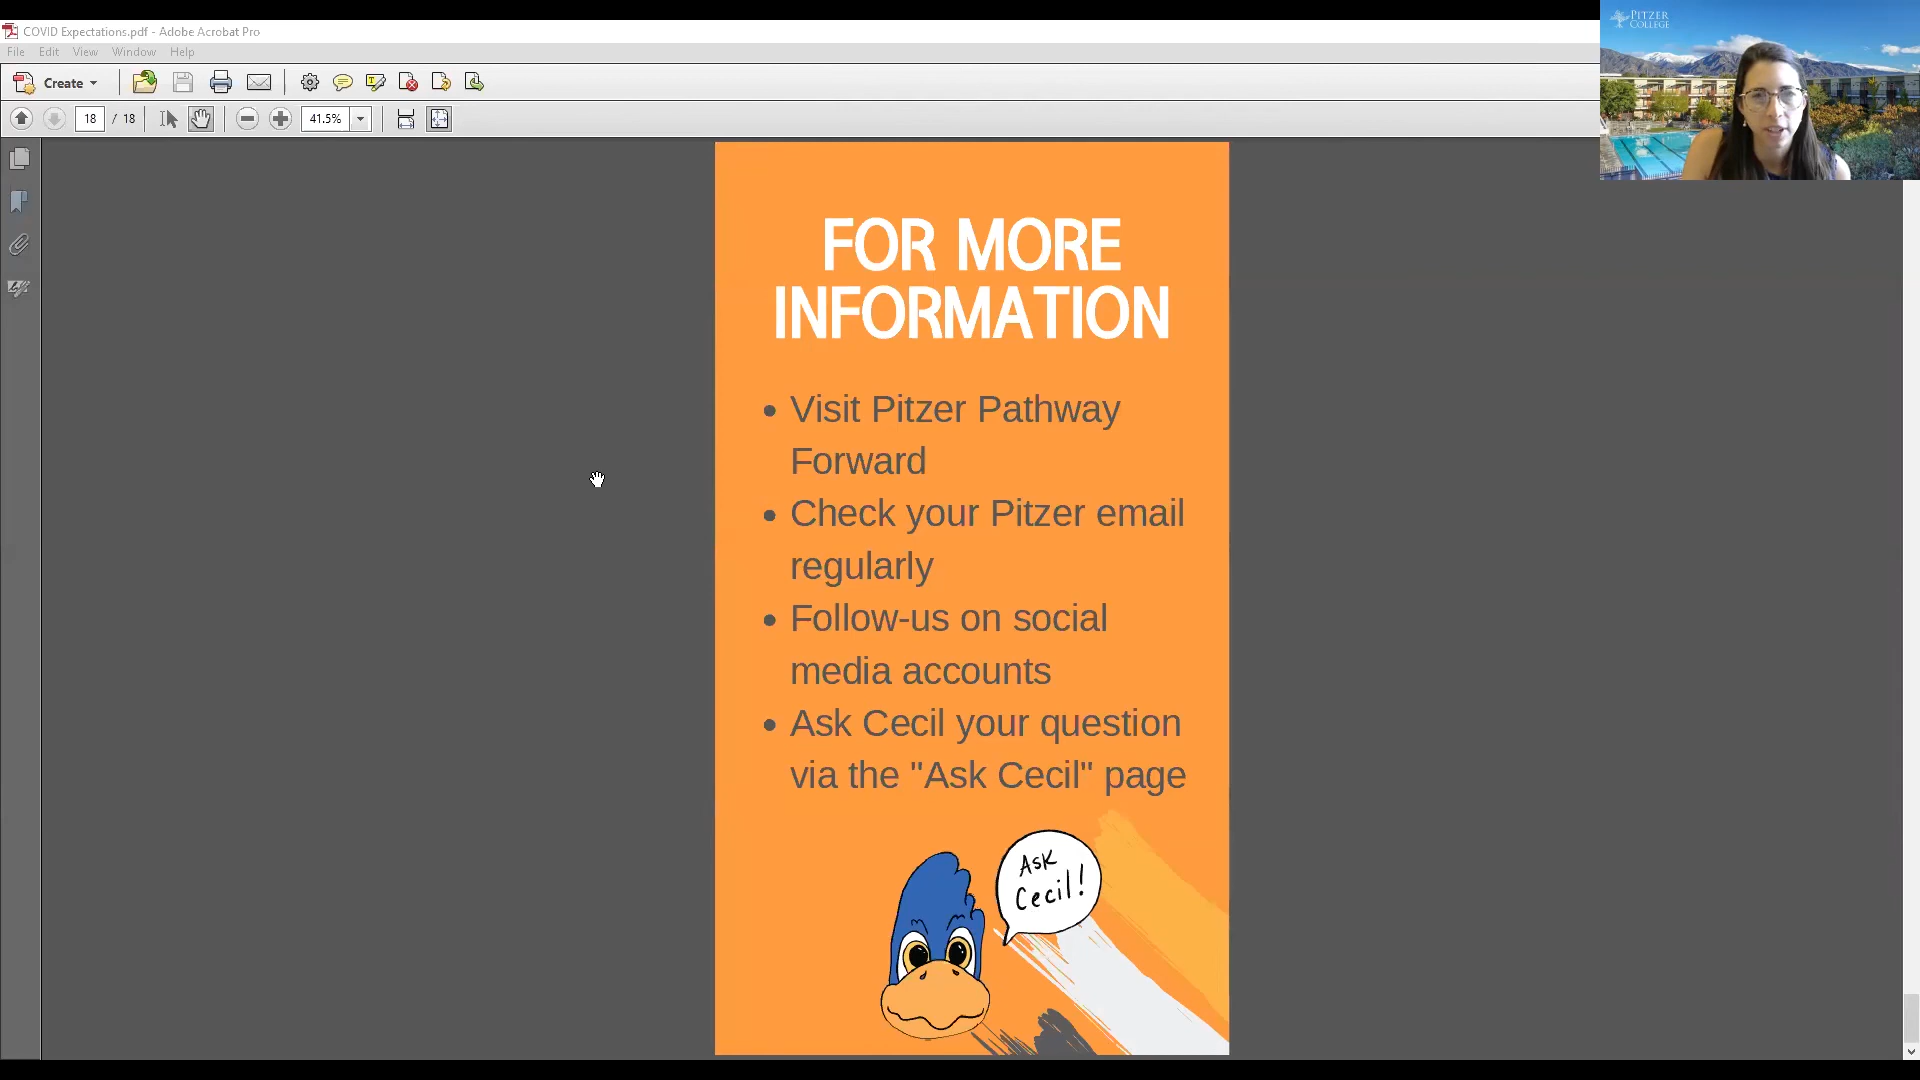 COVID Expectations.pdf - Adobe Acrobat Pro
File Edit View Window Help
Create
18 / 18 41.5%
PITZER
COLLEGE
FOR MORE
INFORMATION
• Visit Pitzer Pathway
Forward
• Check your Pitzer email
regularly
• Follow-us on social
media accounts
• Ask Cecil your question
via the "Ask Cecil" page
Ask
Cecil!